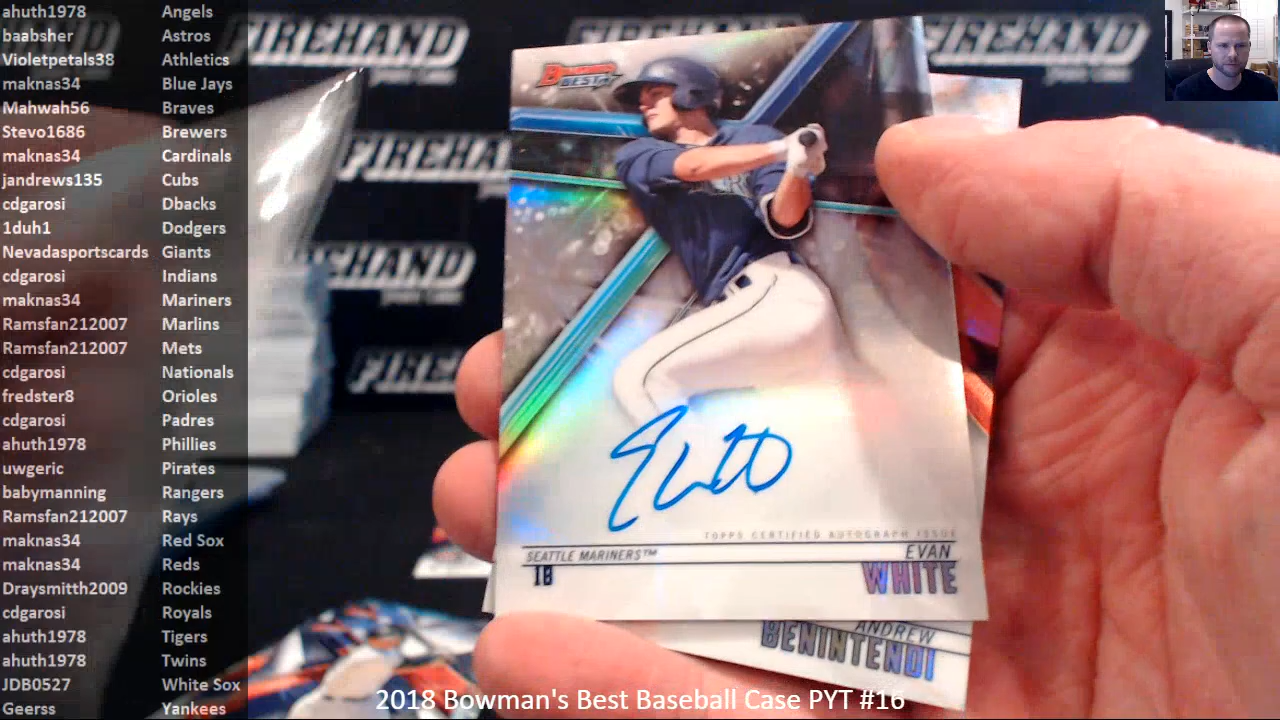 ahuth1978 Angels
baabsher Astros
Violetpetals38 Athletics
maknas34 Blue Jays
Mahwah56 Braves
Stevo1686 Brewers
maknas34 Cardinals
jandrews135 Cubs
cdgarosi Dbacks
1duh1 Dodgers
Nevadasportscards Giants
cdgarosi Indians
maknas34 Mariners
Ramsfan212007 Marlins
Ramsfan212007 Mets
cdgarosi Nationals
fredster8 Orioles
cdgarosi Padres
ahuth1978 Phillies
uwgeric Pirates
babymanning Rangers
Ramsfan212007 Rays
maknas34 Red Sox
maknas34 Reds
Draysmitth2009 Rockies
cdgarosi Royals
ahuth1978 Tigers
ahuth1978 Twins
JDB0527 White Sox
Geerss Yankees
FIREHAND
FIREHAND
FIREHAND
FIREHAND
FIREHAND
BOWMAN'S
BEST
TOPPS CERTIFIED AUTOGRAPH ISSUE
SEATTLE MARINERS™
1B
EVAN
WHITE
ANDREW
BENINTENDI
2018 Bowman's Best Baseball Case PYT #16